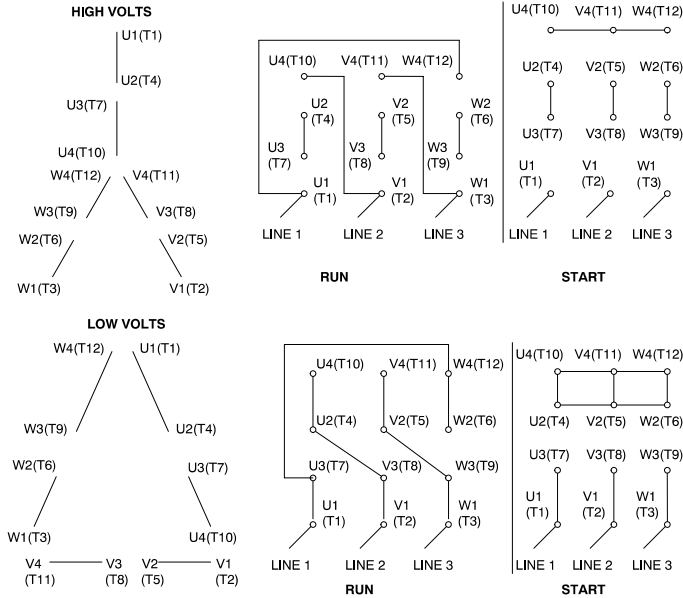 HIGH VOLTS
U1(T1)
U2(T4)
U3(T7)
U4(T10)
W4(T12) V4(T11)
W3(T9) V3(T8)
W2(T6) V2(T5)
W1(T3) V1(T2)
U4(T10) V4(T11) W4(T12)
U2 V2 W2
(T4) (T5) (T6)
U3 V3 W3
(T7) (T8) (T9)
U1 V1 W1
(T1) (T2) (T3)
LINE 1 LINE 2 LINE 3
RUN
U4(T10) V4(T11) W4(T12)
U2(T4) V2(T5) W2(T6)
U3(T7) V3(T8) W3(T9)
U1 V1 W1
(T1) (T2) (T3)
LINE 1 LINE 2 LINE 3
START
LOW VOLTS
W4(T12) U1(T1)
W3(T9) U2(T4)
W2(T6) U3(T7)
W1(T3) U4(T10)
V4 V3 V2 V1
(T11) (T8) (T5) (T2)
U4(T10) V4(T11) W4(T12)
U2(T4) V2(T5) W2(T6)
U3(T7) V3(T8) W3(T9)
U1 V1 W1
(T1) (T2) (T3)
LINE 1 LINE 2 LINE 3
RUN
U4(T10) V4(T11) W4(T12)
U2(T4) V2(T5) W2(T6)
U3(T7) V3(T8) W3(T9)
U1 V1 W1
(T1) (T2) (T3)
LINE 1 LINE 2 LINE 3
START